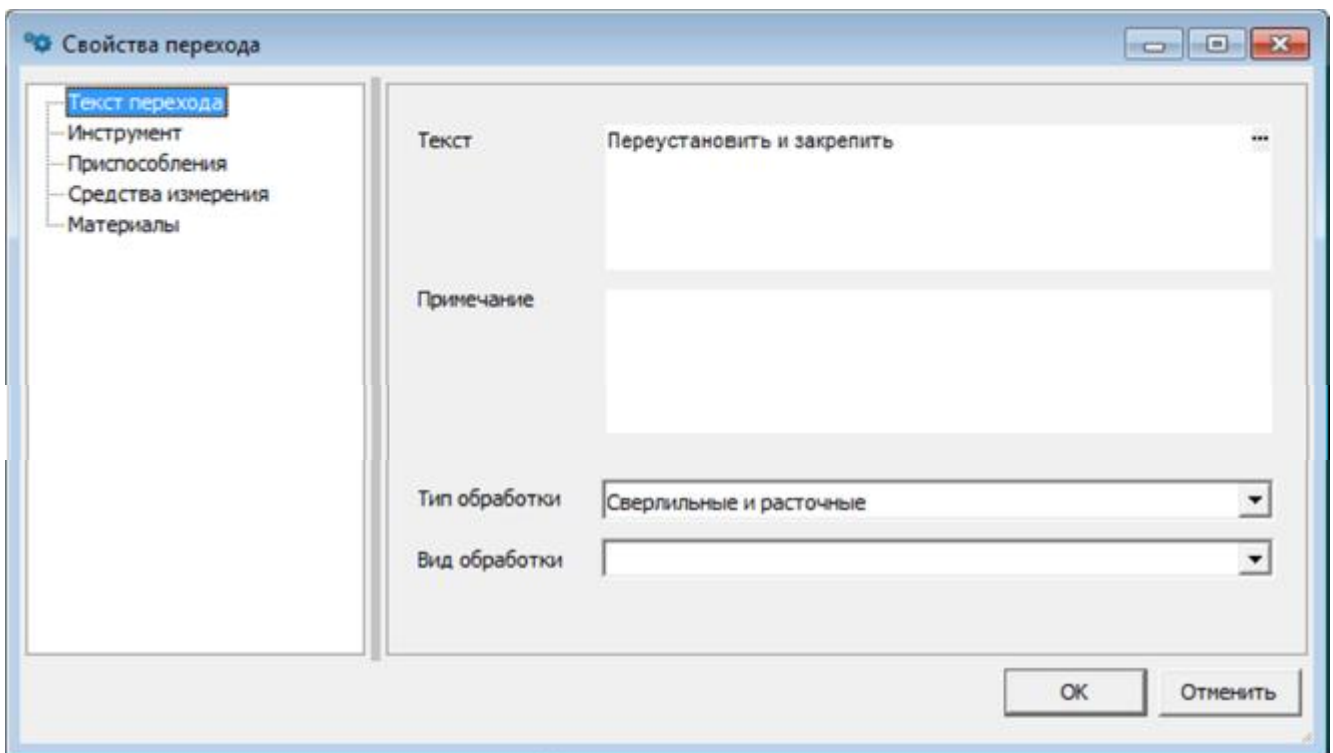 Свойства перехода
Текст перехода
Инструмент
Приспособления
Средства измерения
Материалы
Текст
Переустановить и закрепить
...
Примечание
Тип обработки
Сверлильные и расточные
Вид обработки
ОК
Отменить